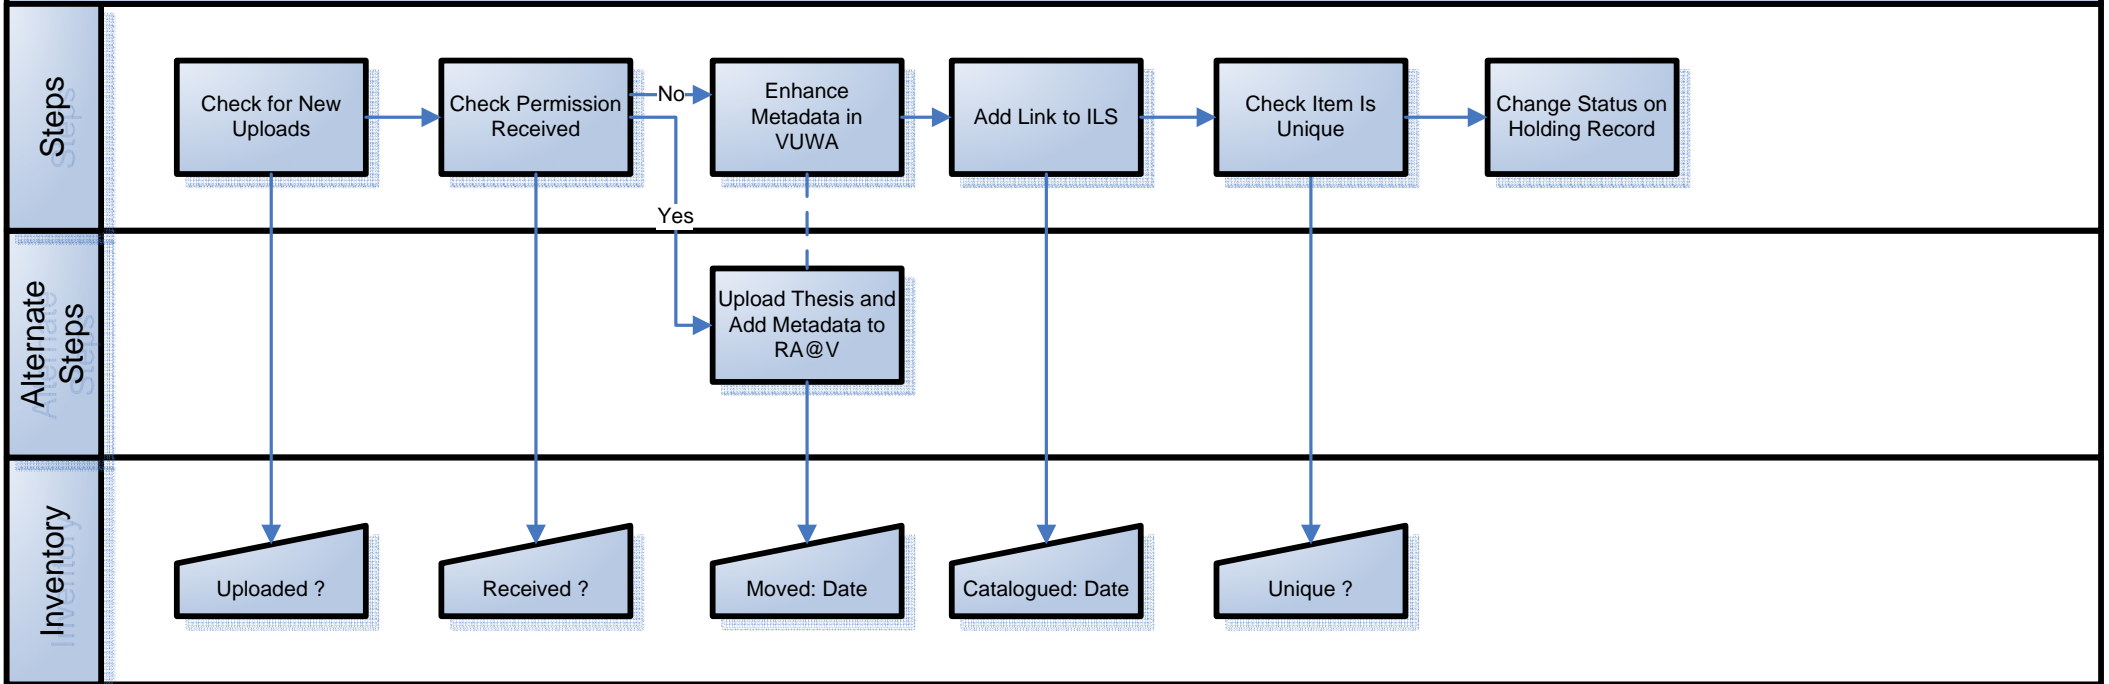 Steps
Check for New
Uploads
Check Permission
Received
No
Enhance
Metadata in
VUWA
Add Link to ILS
Check Item Is
Unique
Change Status on
Holding Record
Yes
Alternate
Steps
Upload Thesis and
Add Metadata to
RA@V
Inventory
Uploaded ?
Received ?
Moved: Date
Catalogued: Date
Unique ?